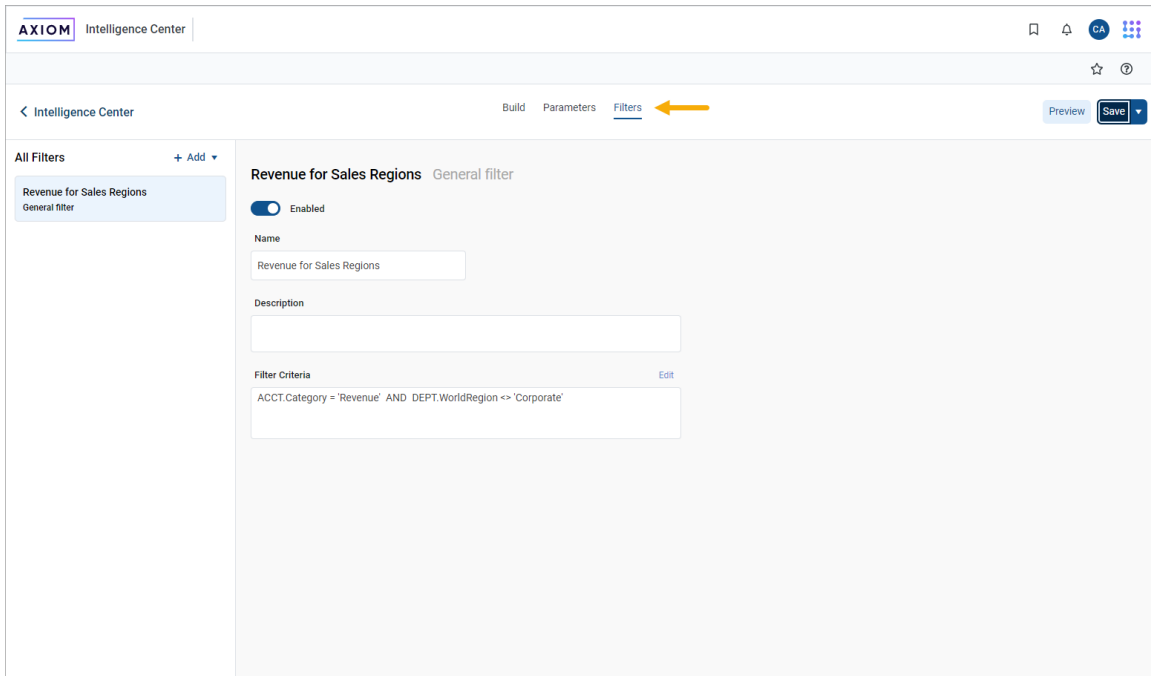 AXIOM Intelligence Center
CA
Intelligence Center
Build Parameters Filters
Preview Save
All Filters
+ Add
Revenue for Sales Regions
General filter
Revenue for Sales Regions General filter
Enabled
Name
Revenue for Sales Regions
Description
Filter Criteria Edit
ACCT.Category = 'Revenue' AND DEPT.WorldRegion <> 'Corporate'